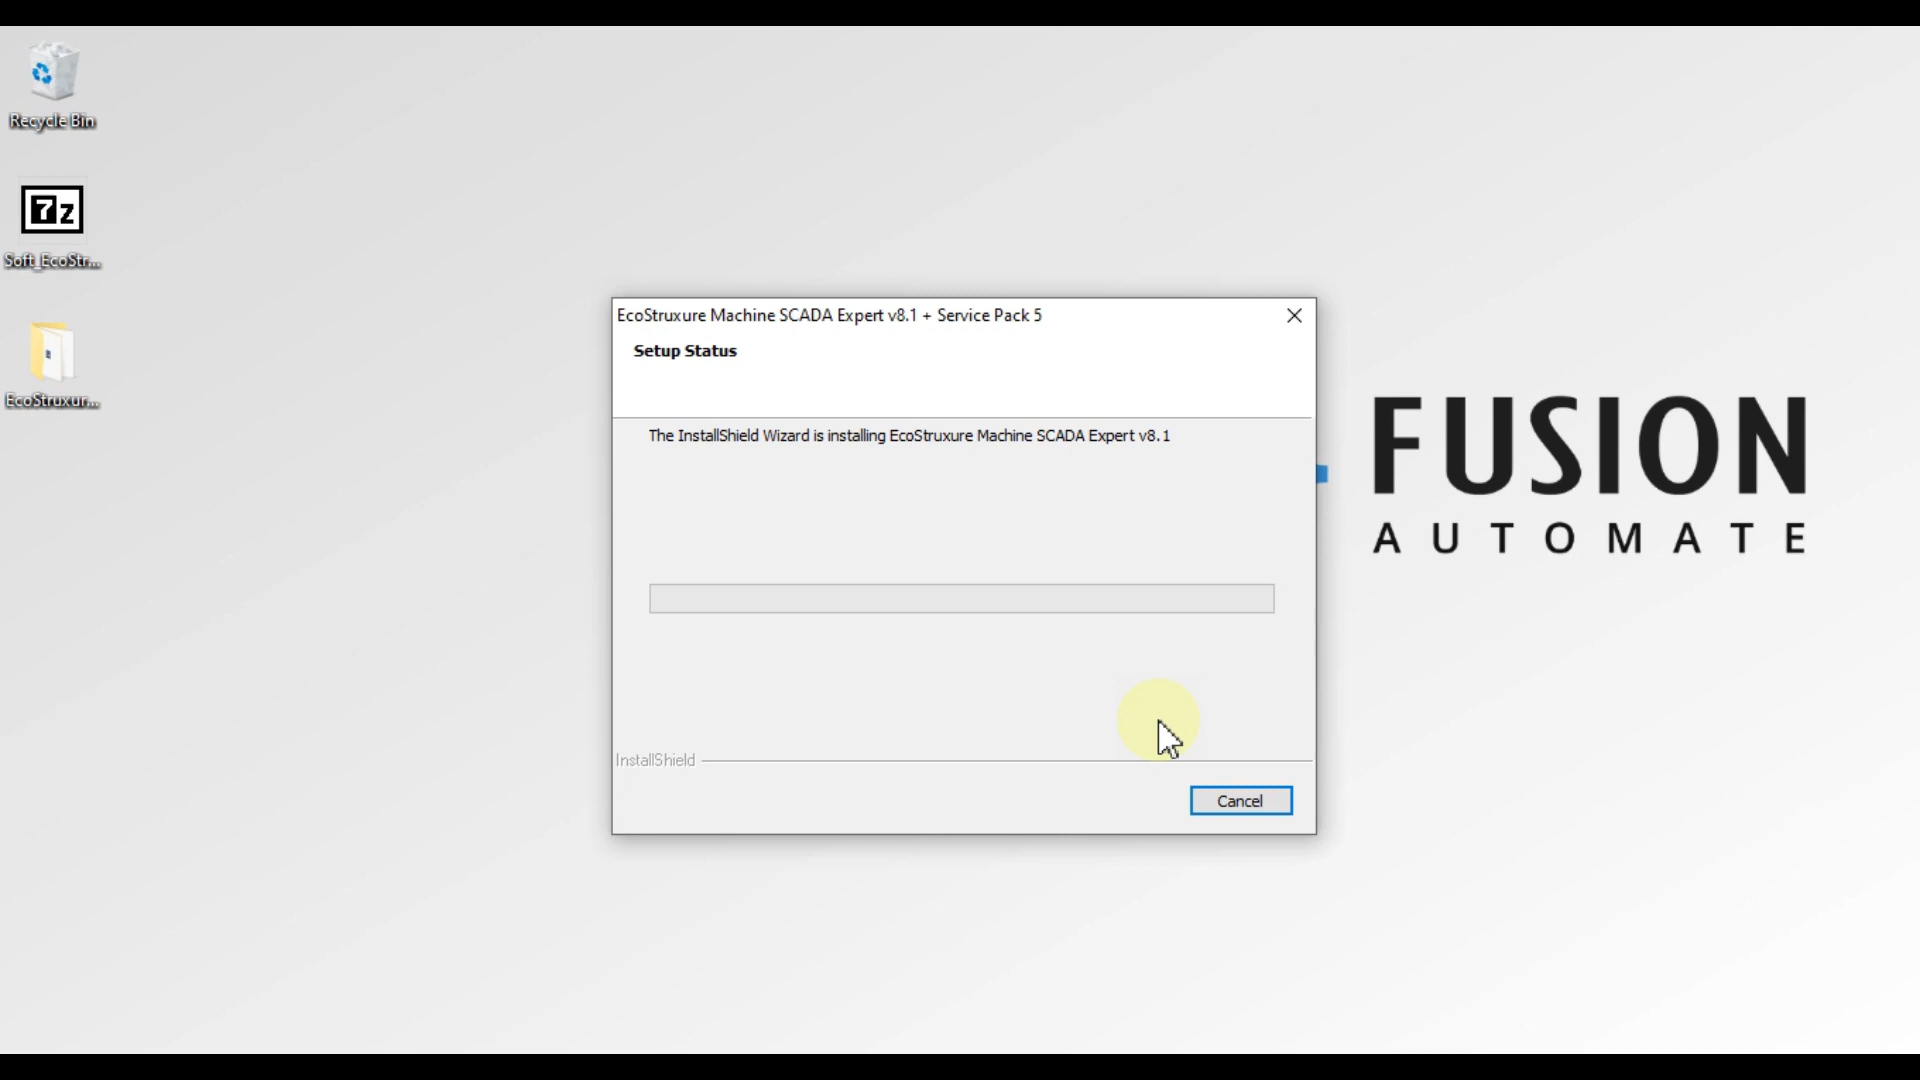 Recycle Bin
7z
Soft_EcoStr...
EcoStruxur...
EcoStruxure Machine SCADA Expert v8.1 + Service Pack 5
Setup Status
The InstallShield Wizard is installing EcoStruxure Machine SCADA Expert v8.1
InstallShield
Cancel
FUSION
AUTOMATE